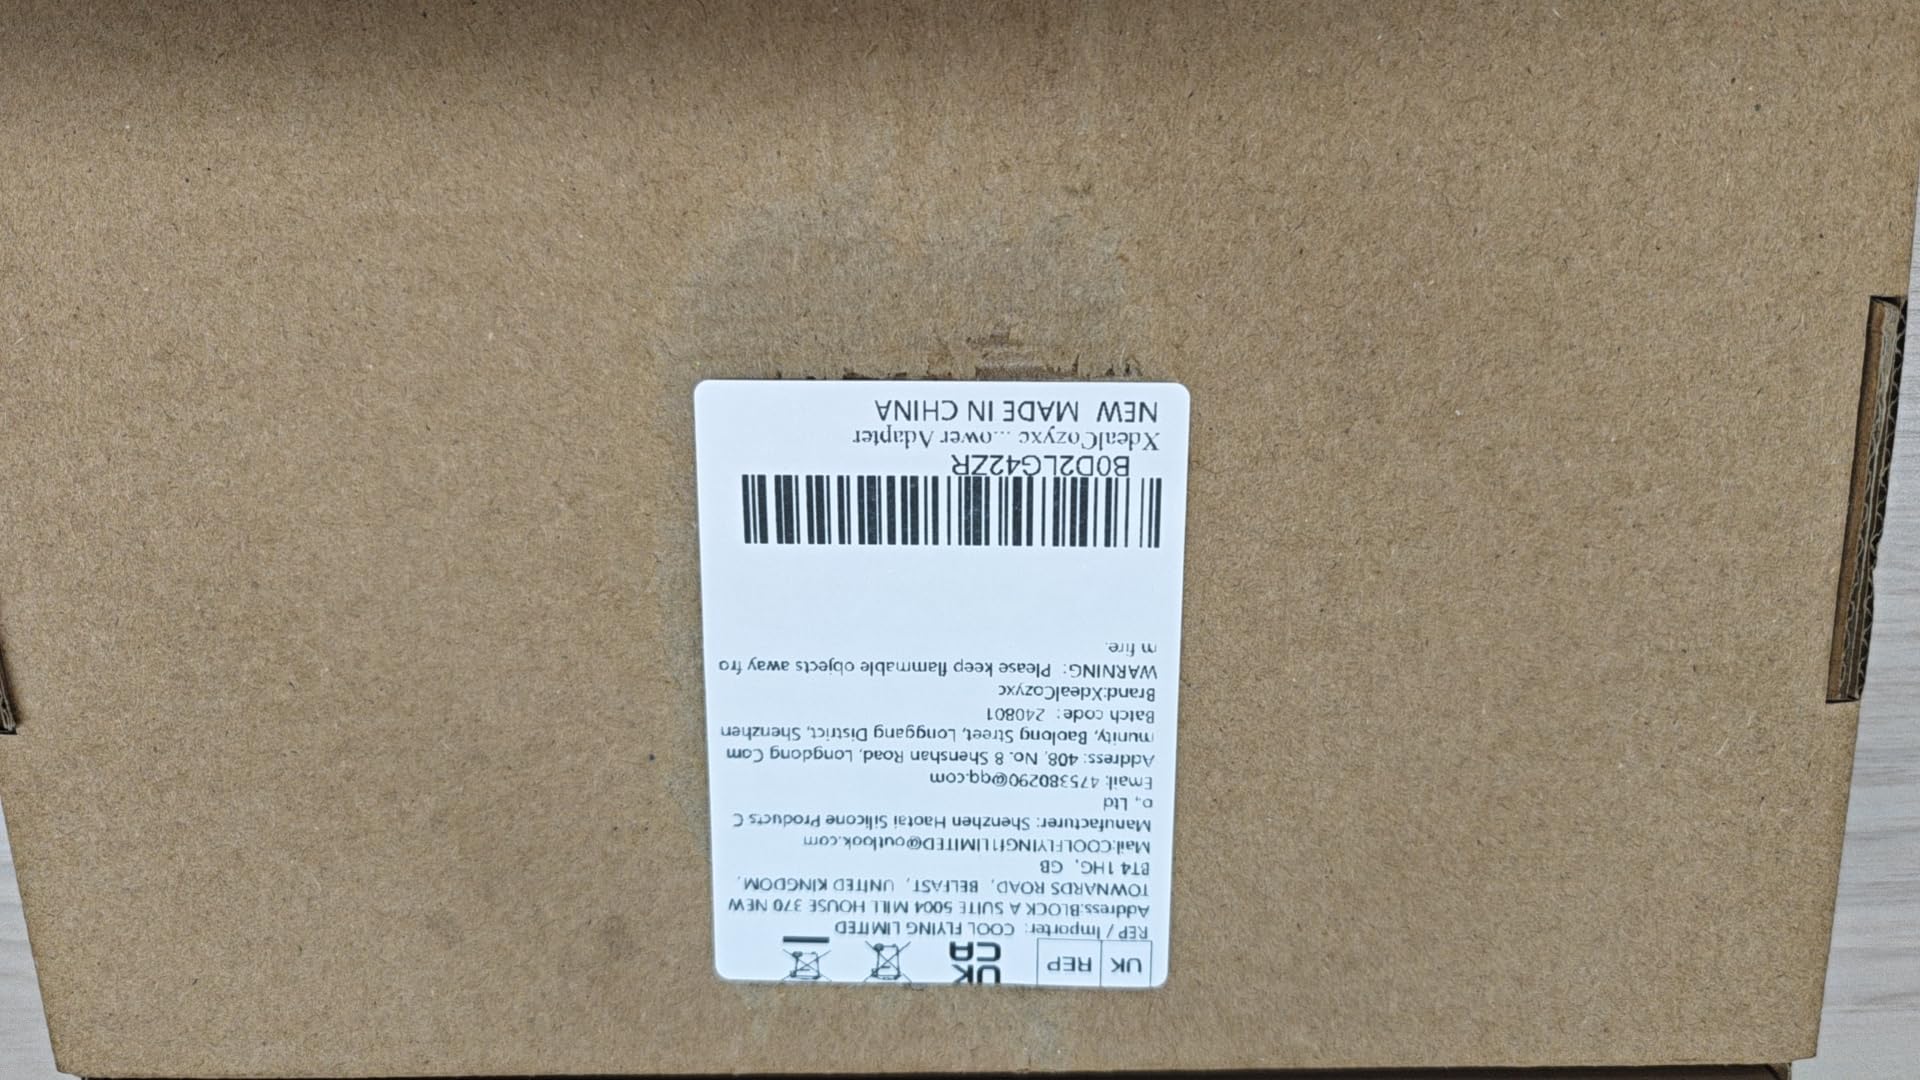 UK REP UK CA
REP / Importer: COOL FLYING LIMITED
Address:BLOCK A SUITE 5004 MILL HOUSE 370 NEW
TOWNARDS ROAD, BELFAST, UNITED KINGDOM,
BT4 1HG, GB
Mail:COOLFLYINGf1LIMITED@outlook.com
Manufacturer: Shenzhen Haotai Silicone Products C
o., Ltd
Email: 475380290@qq.com
Address: 408, No. 8 Shenshan Road, Longdong Com
munity, Baolong Street, Longgang District, Shenzhen
Batch code: 240801
Brand:XdealCozyxc
WARNING: Please keep flammable objects away fro
m fire.
B0D2LG42ZR
XdealCozyxc ...ower Adapter
NEW MADE IN CHINA